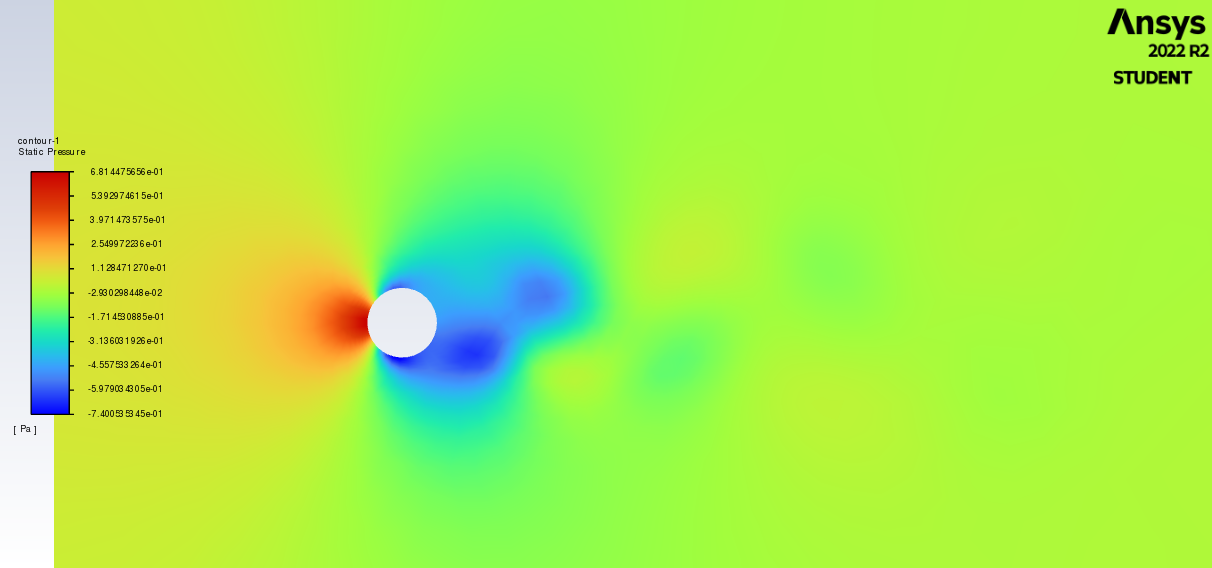 Ansys
2022 R2
STUDENT
contour-1
Static Pressure
6.814475656e-01
5.392974615e-01
3.971473575e-01
2.549972236e-01
1.128471270e-01
-2.930298448e-02
-1.714530885e-01
-3.136031926e-01
-4.557533264e-01
-5.979034305e-01
-7.400535345e-01
[ Pa ]